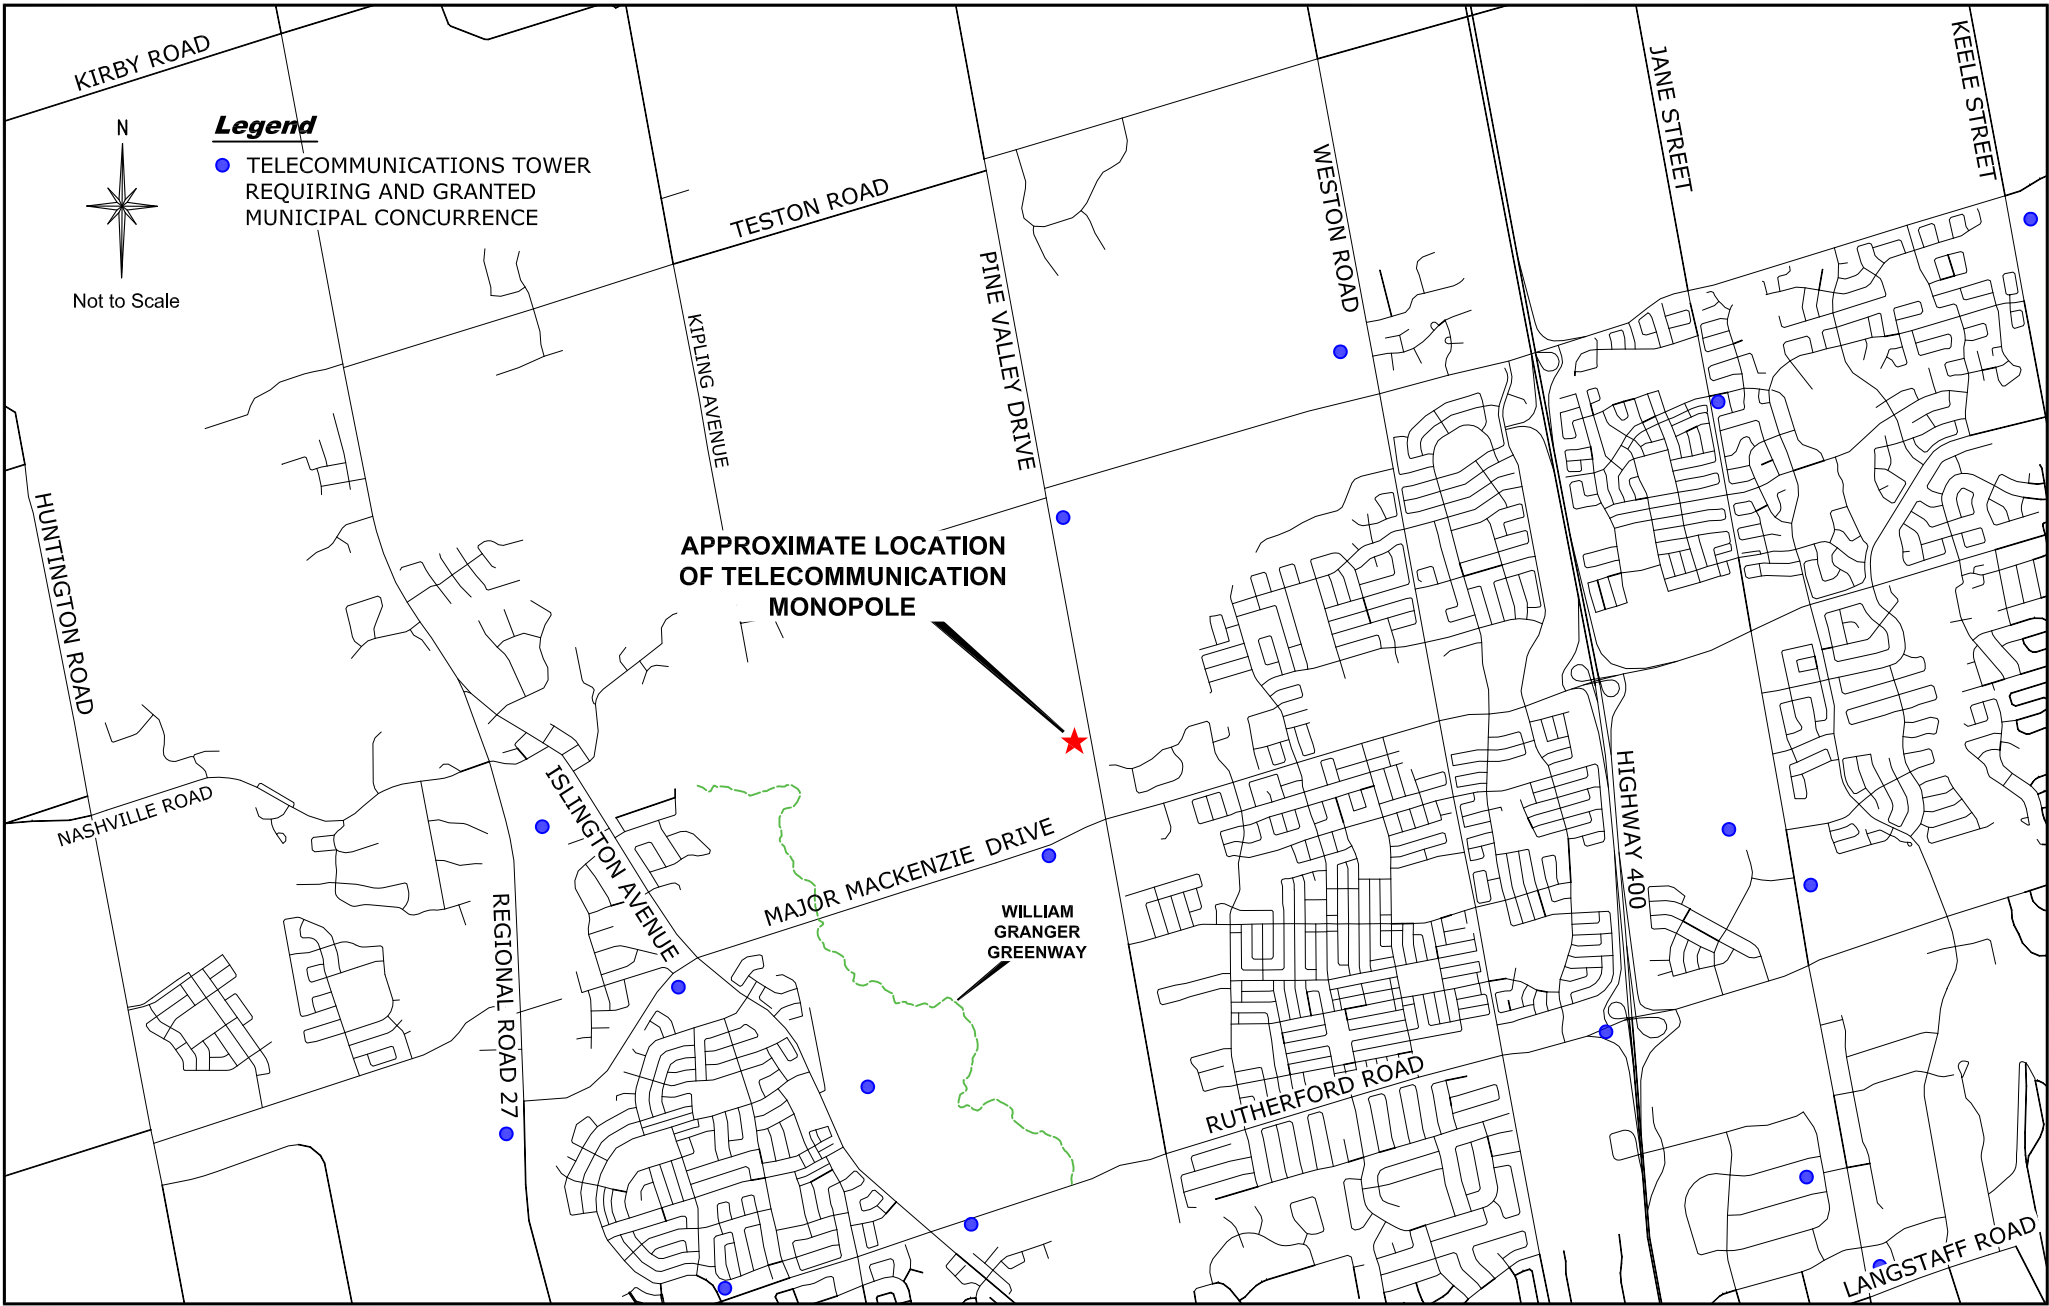 KIRBY ROAD
N
Not to Scale
Legend
TELECOMMUNICATIONS TOWER
REQUIRING AND GRANTED
MUNICIPAL CONCURRENCE
TESTON ROAD
KIPLING AVENUE
PINE VALLEY DRIVE
WESTON ROAD
JANE STREET
KEELE STREET
HUNTINGTON ROAD
APPROXIMATE LOCATION
OF TELECOMMUNICATION
MONOPOLE
NASHVILLE ROAD
ISLINGTON AVENUE
REGIONAL ROAD 27
MAJOR MACKENZIE DRIVE
WILLIAM
GRANGER
GREENWAY
HIGHWAY 400
RUTHERFORD ROAD
LANGSTAFF ROAD